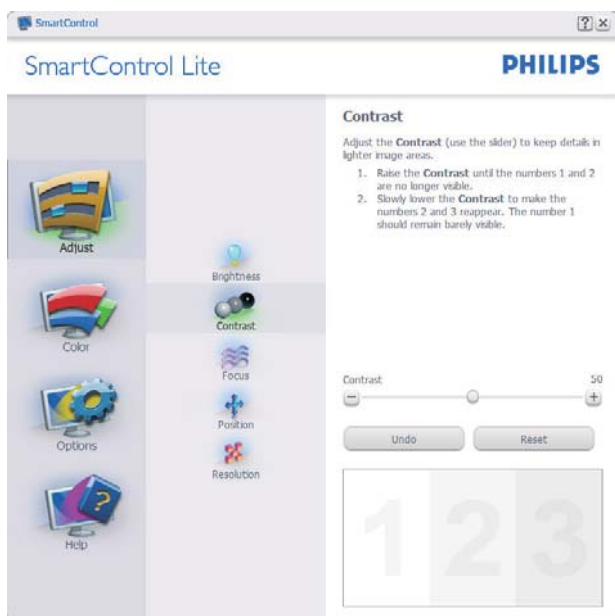 SmartControl
SmartControl Lite
PHILIPS
Adjust
Color
Options
Help
Brightness
Contrast
Focus
Position
Resolution
Contrast
Adjust the Contrast (use the slider) to keep details in
lighter image areas.
1. Raise the Contrast until the numbers 1 and 2
are no longer visible.
2. Slowly lower the Contrast to make the
numbers 2 and 3 reappear. The number 1
should remain barely visible.
Contrast 50
Undo Reset
1 2 3